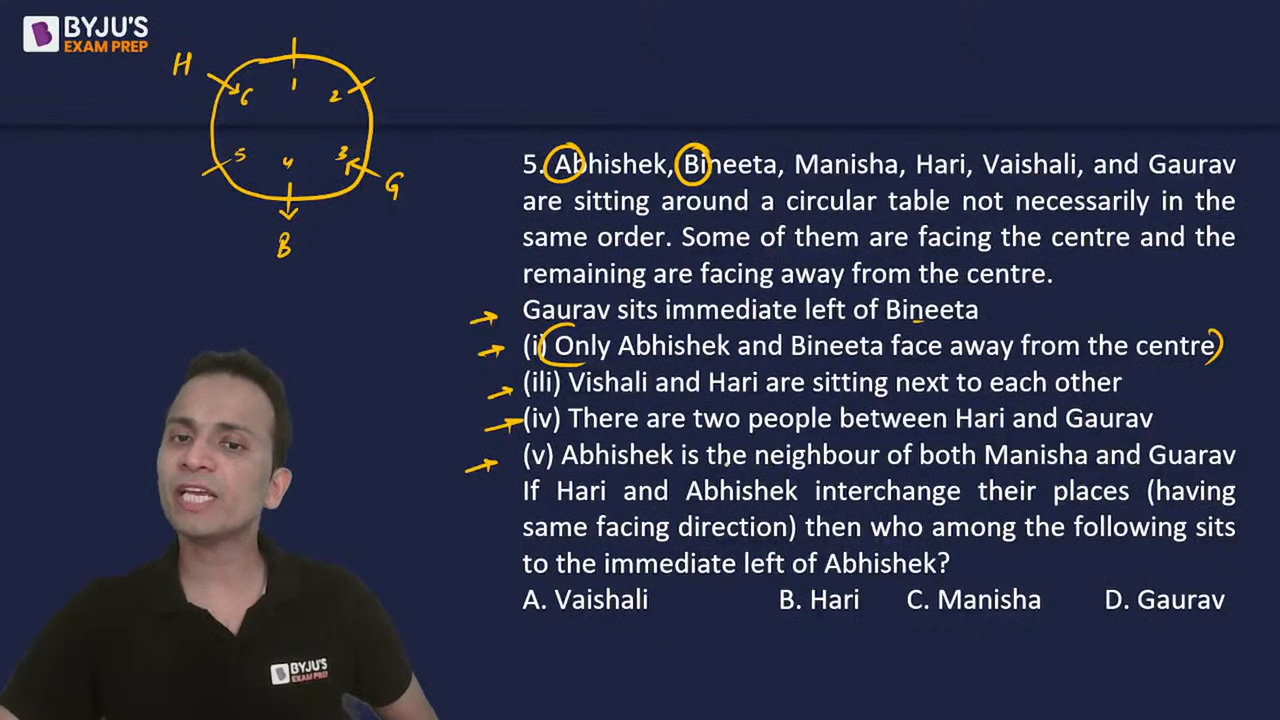 BYJU'S
EXAM PREP
H
6
1
2
5
4
3
G
B
5. Abhishek, Bineeta, Manisha, Hari, Vaishali, and Gaurav
are sitting around a circular table not necessarily in the
same order. Some of them are facing the centre and the
remaining are facing away from the centre.
Gaurav sits immediate left of Bineeta
(i) Only Abhishek and Bineeta face away from the centre
(ili) Vishali and Hari are sitting next to each other
(iv) There are two people between Hari and Gaurav
(v) Abhishek is the neighbour of both Manisha and Guarav
If Hari and Abhishek interchange their places (having
same facing direction) then who among the following sits
to the immediate left of Abhishek?
A. Vaishali B. Hari C. Manisha D. Gaurav
BYJU'S
EXAM PREP